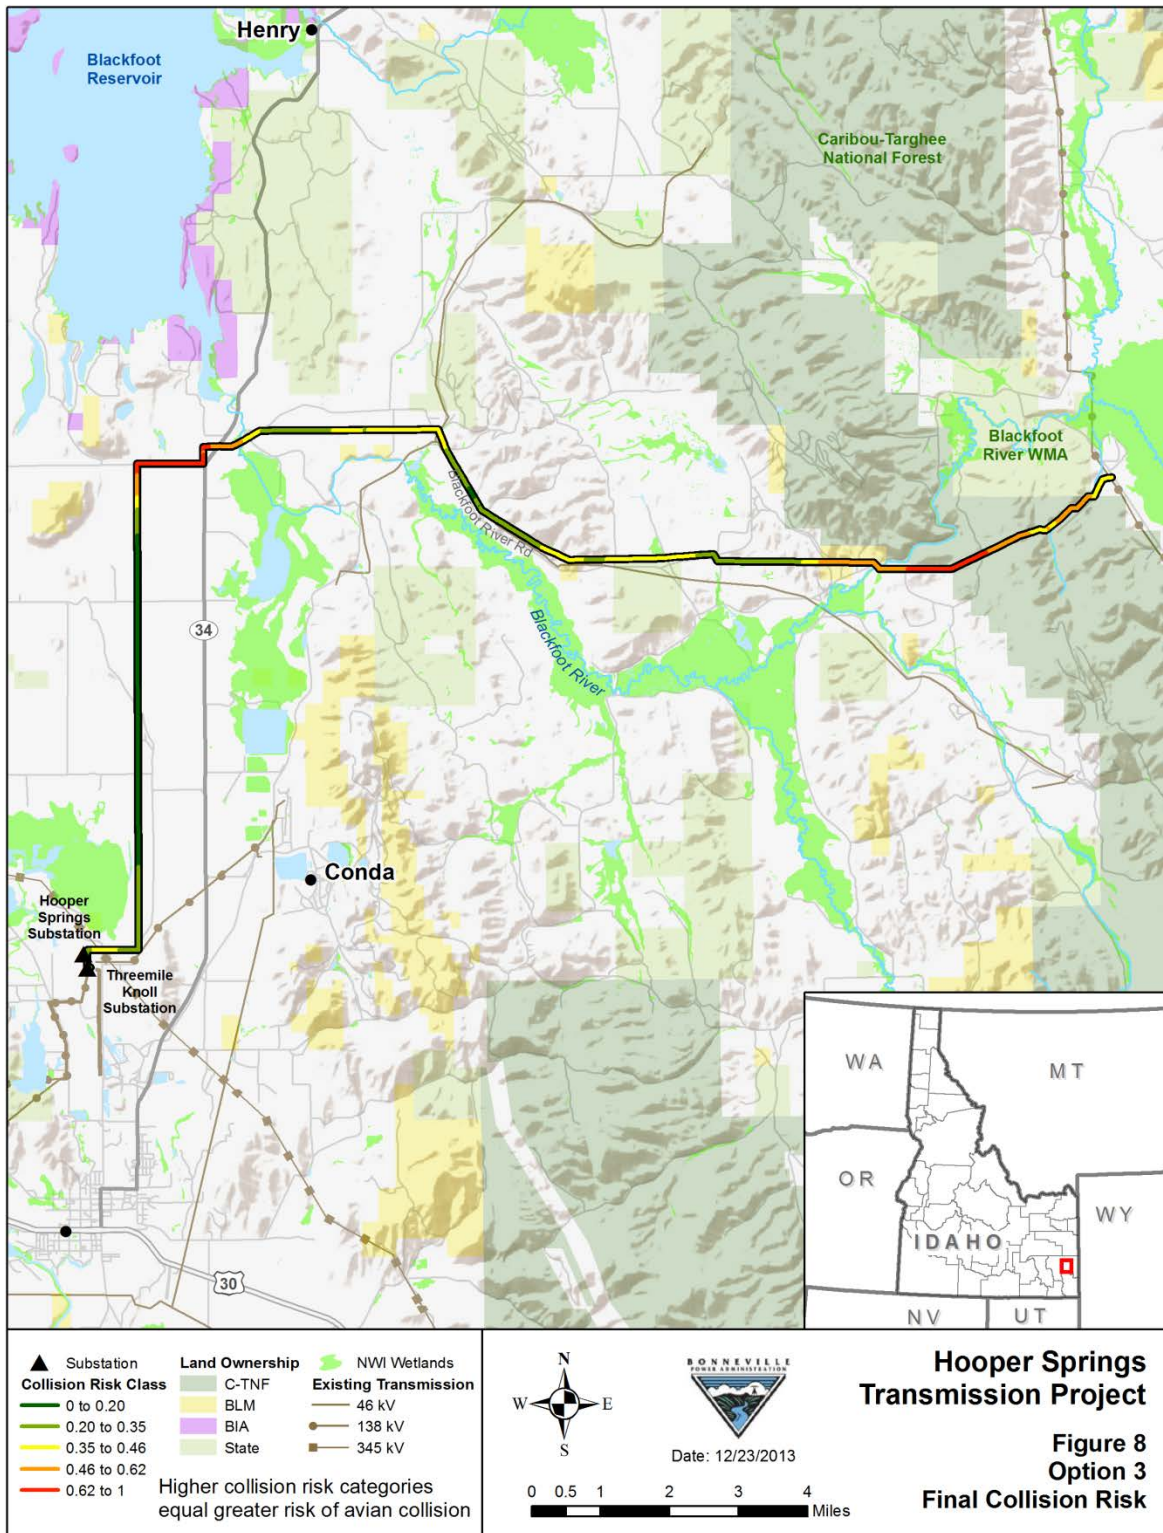 Henry
Blackfoot
Reservoir
Caribou-Targhee
National Forest
Blackfoot
River WMA
Blackfoot River Rd
34
Blackfoot River
Conda
Hooper
Springs
Substation
Threemile
Knoll
Substation
30
WA
MT
OR
WY
IDAHO
NV
UT
Substation
Collision Risk Class
0 to 0.20
0.20 to 0.35
0.35 to 0.46
0.46 to 0.62
0.62 to 1
Land Ownership
C-TNF
BLM
BIA
State
NWI Wetlands
Existing Transmission
46 kV
138 kV
345 kV
Higher collision risk categories
equal greater risk of avian collision
N
W
E
S
BONNEVILLE
POWER ADMINISTRATION
Date: 12/23/2013
0 0.5 1 2 3 4
Miles
Hooper Springs
Transmission Project
Figure 8
Option 3
Final Collision Risk